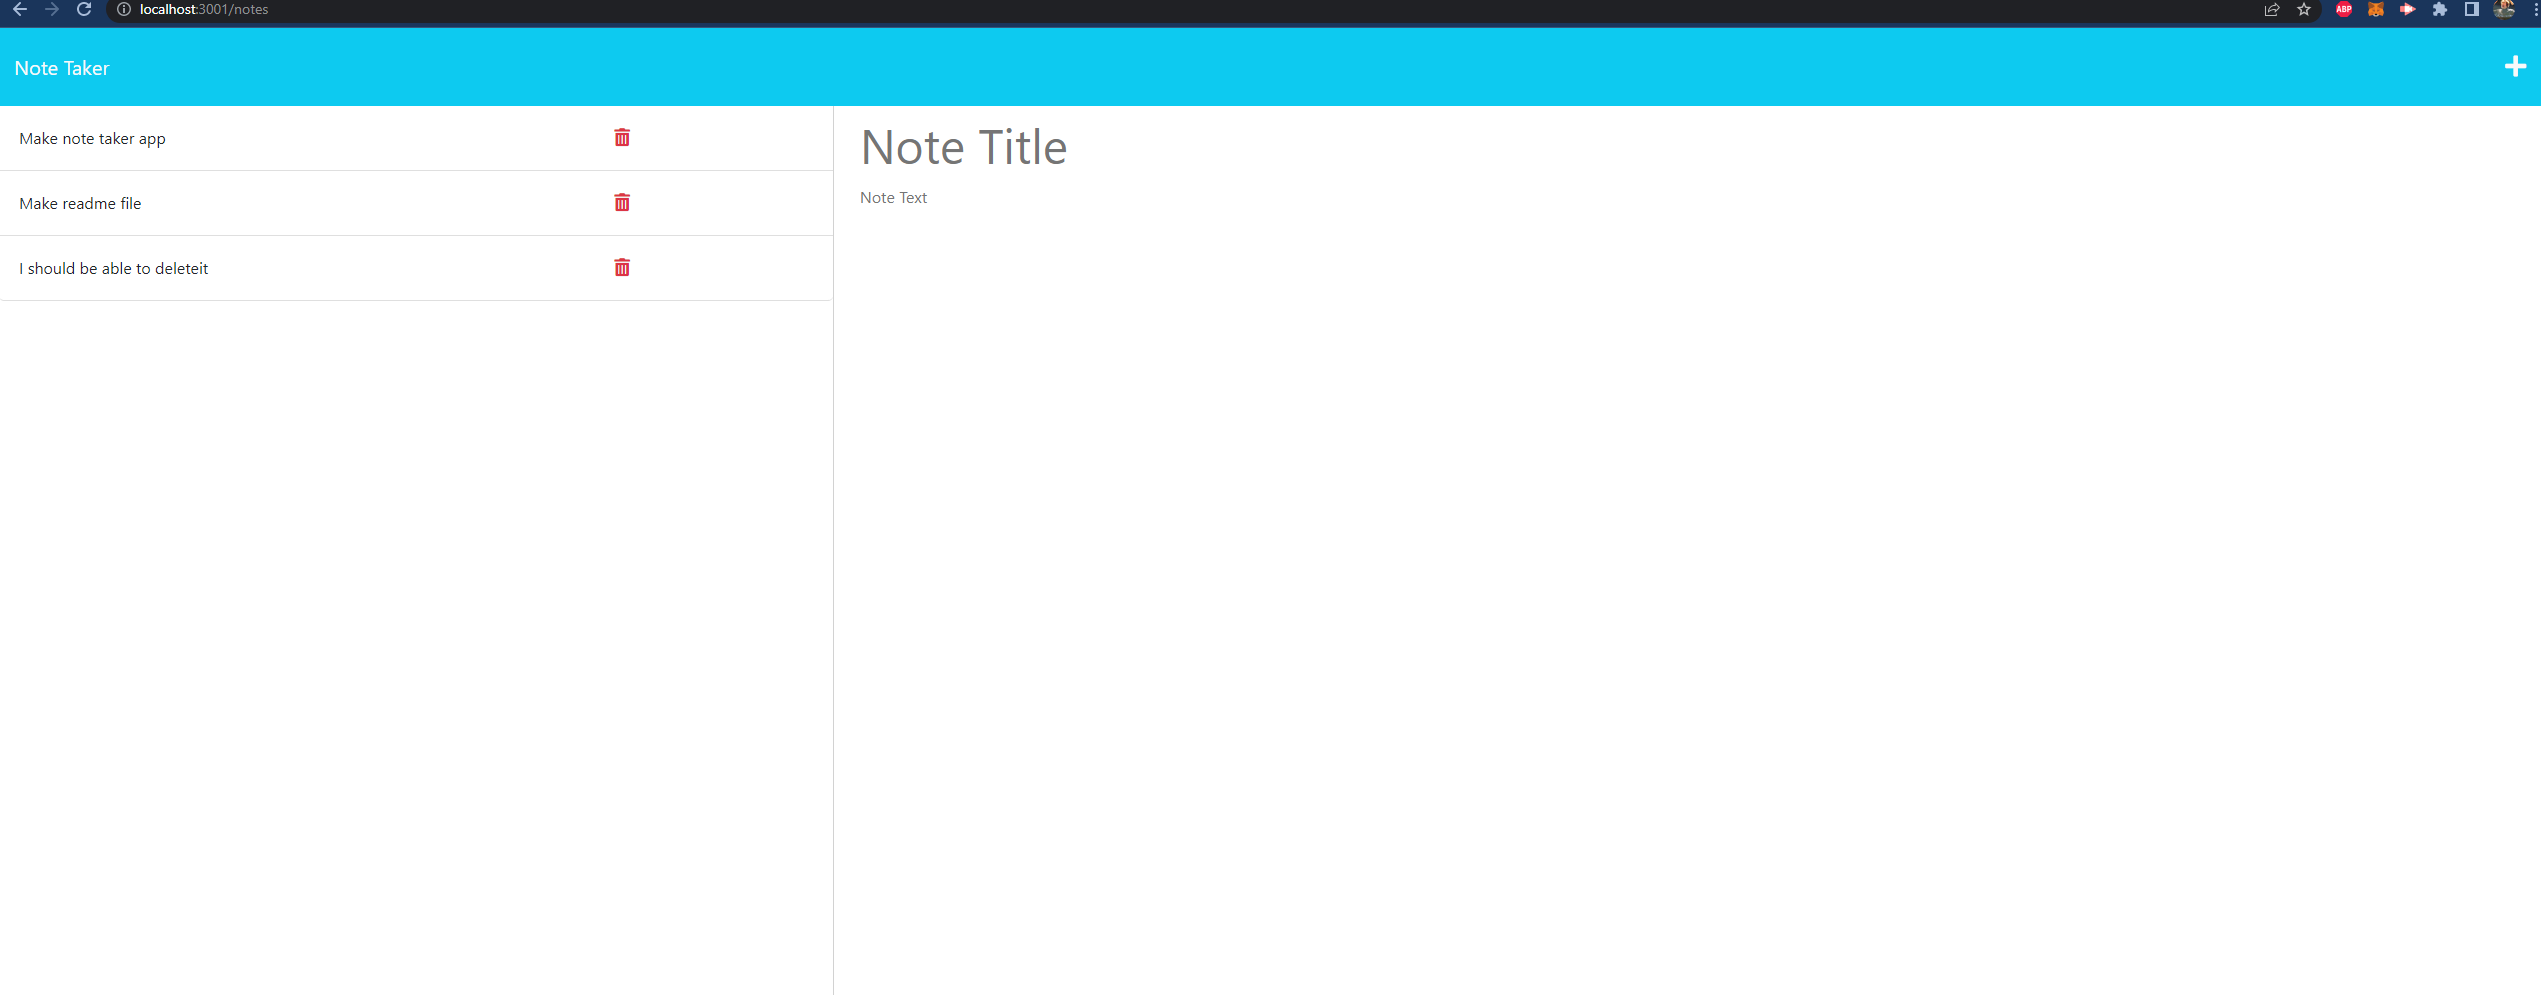 localhost:3001/notes
ABP
Note Taker
Make note taker app
Make readme file
I should be able to deleteit
Note Title
Note Text